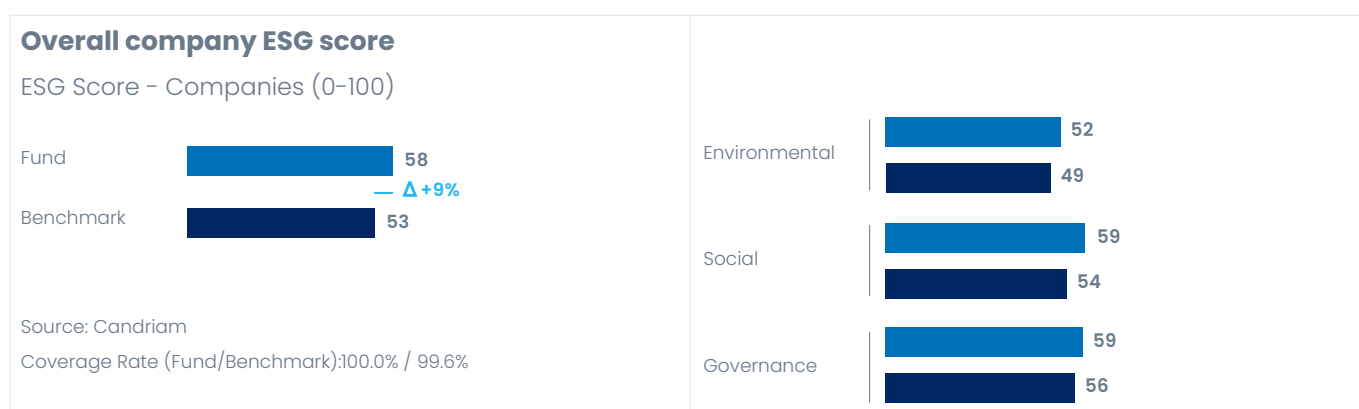 Overall company ESG score
ESG Score - Companies (0-100)
Fund
58
Δ +9%
Benchmark
53
Source: Candriam
Coverage Rate (Fund/Benchmark):100.0% / 99.6%
Environmental
52
49
Social
59
54
Governance
59
56